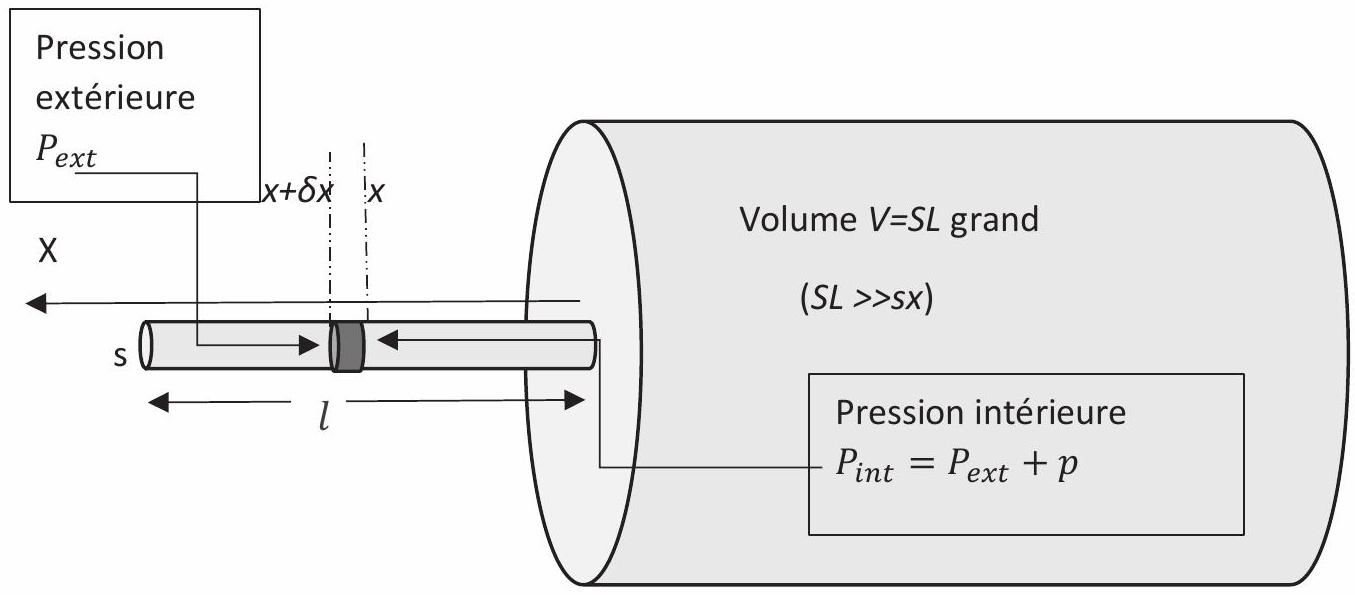 Pression
extérieure
P_ext
x+δx
x
X
s
l
Volume V=SL grand
(SL >>sx)
Pression intérieure
P_int = P_ext + p